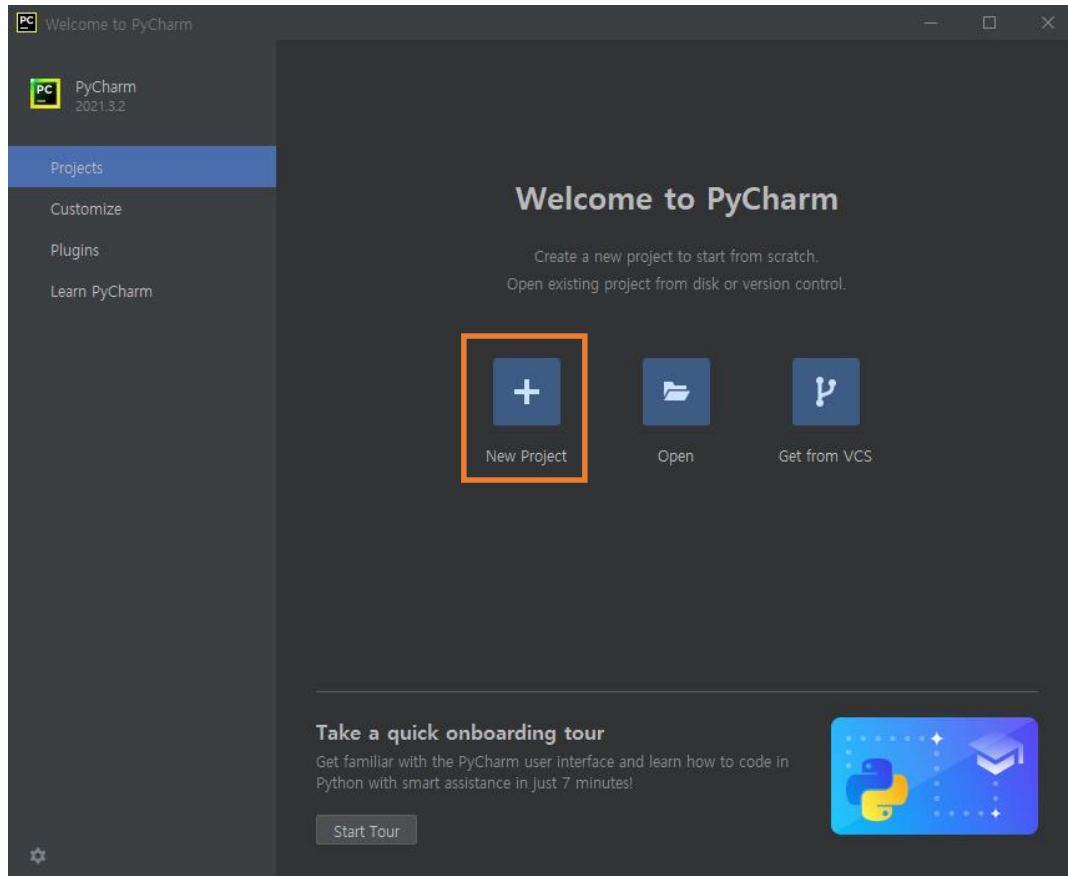 Welcome to PyCharm
PyCharm
2021.3.2
Projects
Customize
Plugins
Learn PyCharm
Welcome to PyCharm
Create a new project to start from scratch.
Open existing project from disk or version control.
New Project
Open
Get from VCS
Take a quick onboarding tour
Get familiar with the PyCharm user interface and learn how to code in
Python with smart assistance in just 7 minutes!
Start Tour